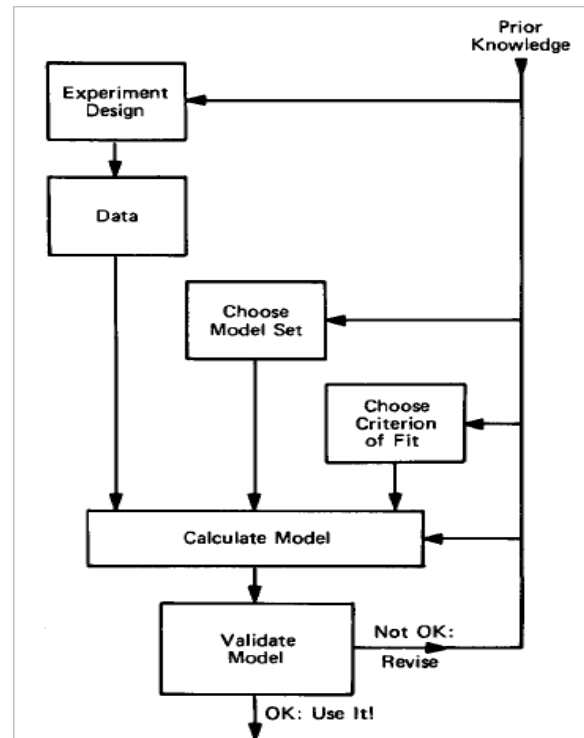 Prior
Knowledge
Experiment
Design
Data
Choose
Model Set
Choose
Criterion
of Fit
Calculate Model
Validate
Model
Not OK:
Revise
OK: Use It!